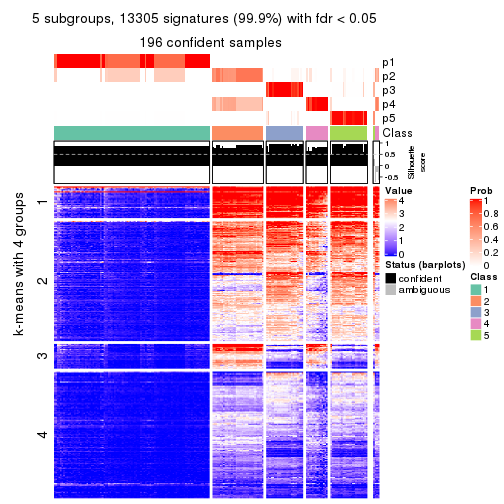 5 subgroups, 13305 signatures (99.9%) with fdr < 0.05
196 confident samples
p1
p2
p3
p4
p5
Class
1
0.5
0
-0.5
Silhouette
score
k-means with 4 groups
1
2
3
4
Value
4
3
2
1
0
Status (barplots)
confident
ambiguous
Prob
1
0.8
0.6
0.4
0.2
0
Class
1
2
3
4
5